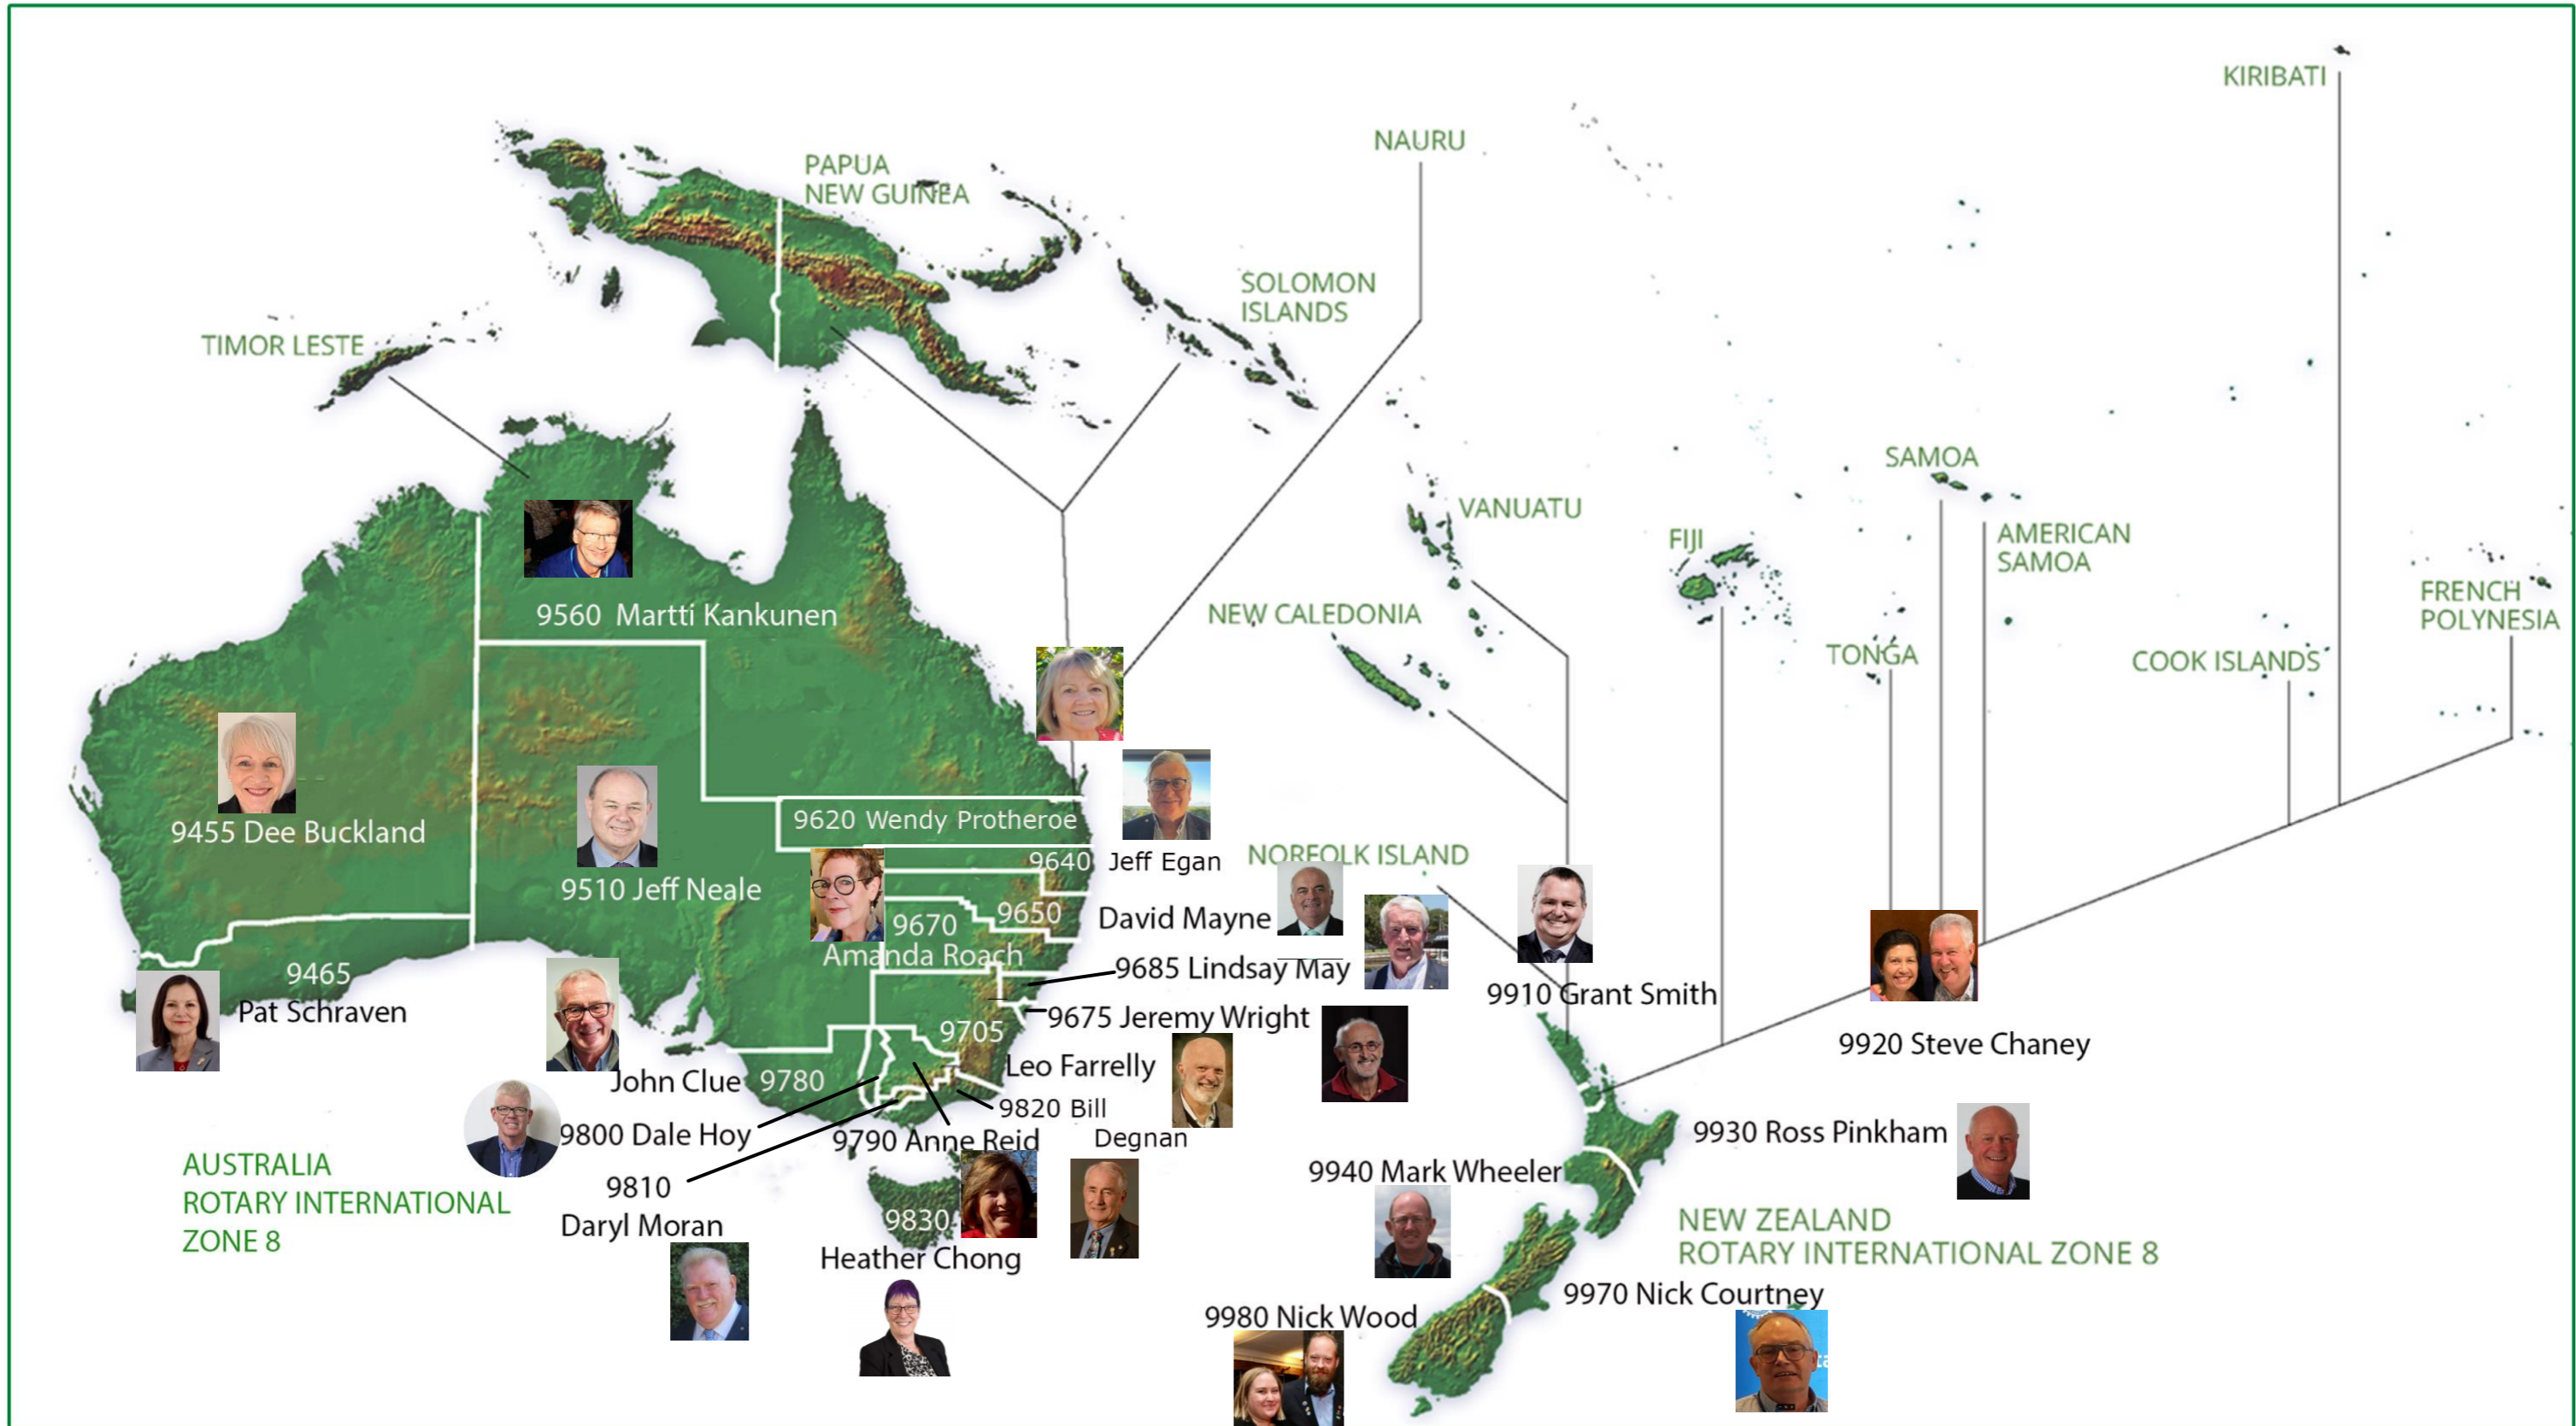 KIRIBATI
NAURU
PAPUA
NEW GUINEA
SOLOMON
ISLANDS
TIMOR LESTE
SAMOA
VANUATU
FIJI
AMERICAN
SAMOA
FRENCH
POLYNESIA
NEW CALEDONIA
9560 Martti Kankunen
TONGA
COOK ISLANDS
9455 Dee Buckland
9620 Wendy Protheroe
9640 Jeff Egan
NORFOLK ISLAND
9510 Jeff Neale
9650
David Mayne
9670
Amanda Roach
9685 Lindsay May
9465
Pat Schraven
9910 Grant Smith
9675 Jeremy Wright
9705
Leo Farrelly
9920 Steve Chaney
John Clue 9780
9820 Bill
Degnan
9800 Dale Hoy
9790 Anne Reid
9930 Ross Pinkham
9940 Mark Wheeler
AUSTRALIA
ROTARY INTERNATIONAL
ZONE 8
9810
Daryl Moran
9830
Heather Chong
NEW ZEALAND
ROTARY INTERNATIONAL ZONE 8
9970 Nick Courtney
9980 Nick Wood